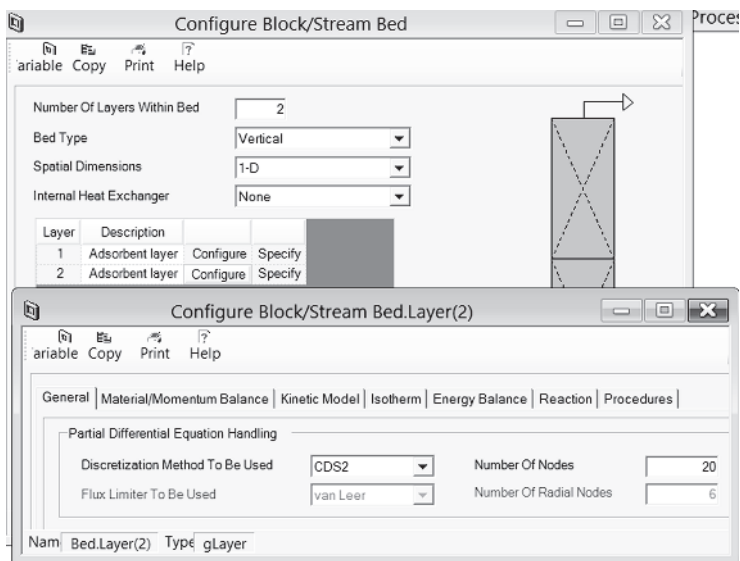 Configure Block/Stream Bed
Proces
ariable Copy Print Help
Number Of Layers Within Bed 2
Bed Type Vertical
Spatial Dimensions 1-D
Internal Heat Exchanger None
Layer Description
1 Adsorbent layer Configure Specify
2 Adsorbent layer Configure Specify
Configure Block/Stream Bed.Layer(2)
ariable Copy Print Help
General Material/Momentum Balance Kinetic Model Isotherm Energy Balance Reaction Procedures
Partial Differential Equation Handling
Discretization Method To Be Used CDS2 Number Of Nodes 20
Flux Limiter To Be Used van Leer Number Of Radial Nodes 6
Nam Bed.Layer(2) Type gLayer